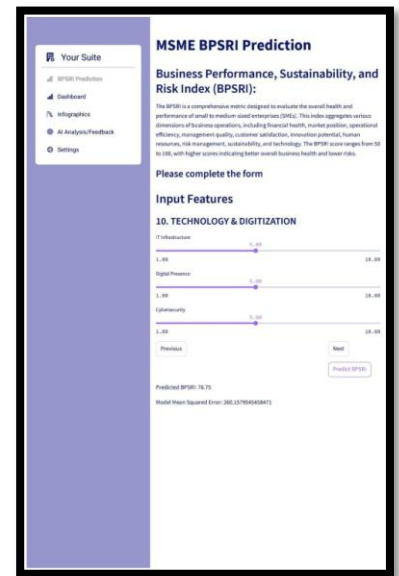 Your Suite
BPSRI Prediction
Dashboard
Infographics
AI Analysis/Feedback
Settings
MSME BPSRI Prediction
Business Performance, Sustainability, and
Risk Index (BPSRI):
The BPSRI is a comprehensive metric designed to evaluate the overall health and
performance of small to medium-sized enterprises (SMEs). This index aggregates various
dimensions of business operations, including financial health, market position, operational
efficiency, management quality, customer satisfaction, innovation potential, human
resources, risk management, sustainability, and technology. The BPSRI score ranges from 50
to 100, with higher scores indicating better overall business health and lower risks.
Please complete the form
Input Features
10. TECHNOLOGY & DIGITIZATION
IT Infrastructure
5.00
1.00 10.00
Digital Presence
5.00
1.00 10.00
Cybersecurity
5.00
1.00 10.00
Previous Next
Predict BPSRI
Predicted BPSRI: 76.75
Model Mean Squared Error: